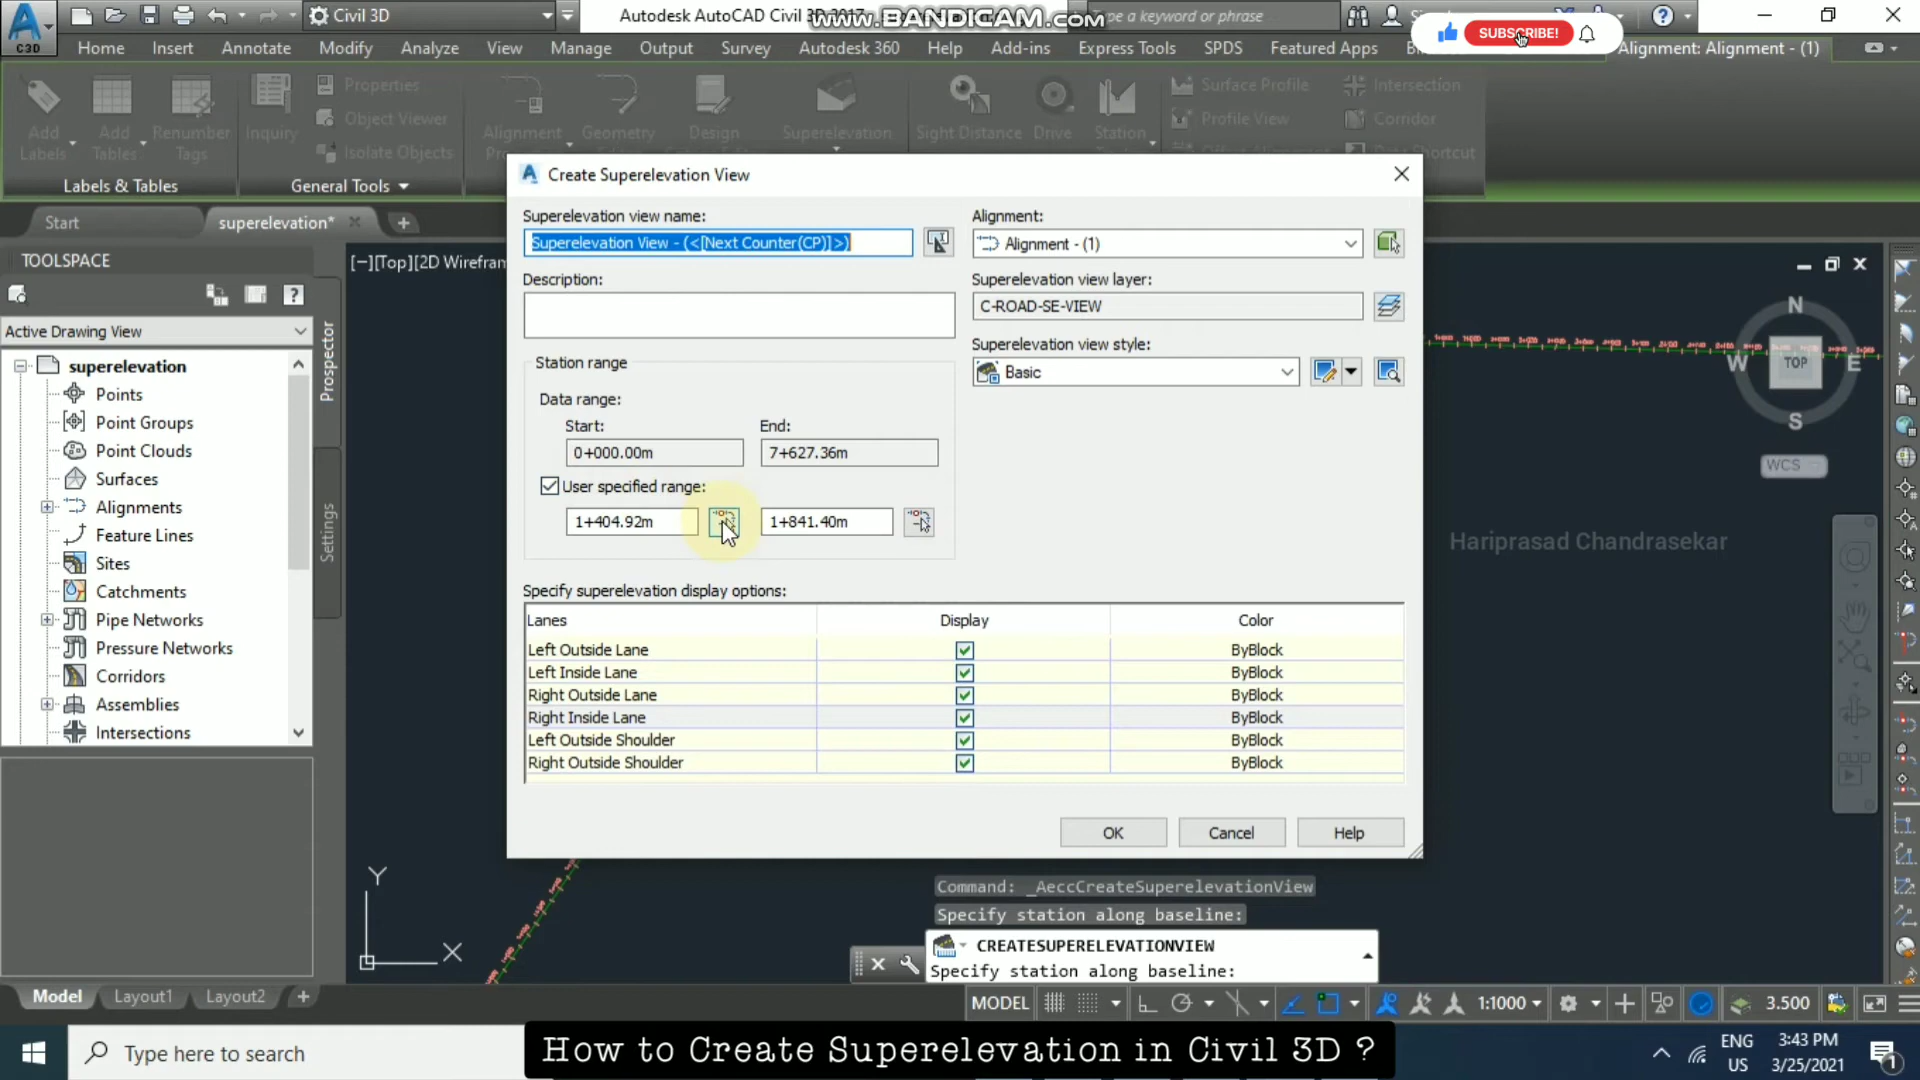 Civil 3D
Autodesk AutoCAD Civil 3D 2017
www.BANDICAM.com
Type a keyword or phrase
SUBSCRIBE!
C3D
Home
Insert
Annotate
Modify
Analyze
View
Manage
Output
Survey
Autodesk 360
Help
Add-ins
Express Tools
SPDS
Featured Apps
Alignment: Alignment - (1)
Add
Labels
Add
Tables
Renumber
Tags
Inquiry
Properties
Object Viewer
Isolate Objects
Alignment
Geometry
Design
Superelevation
Sight Distance
Drive
Station
Surface Profile
Profile View
Offset Alignment
Intersection
Corridor
Data Shortcut
Labels & Tables
General Tools
Start
superelevation*
TOOLSPACE
Active Drawing View
superelevation
Points
Point Groups
Point Clouds
Surfaces
Alignments
Feature Lines
Sites
Catchments
Pipe Networks
Pressure Networks
Corridors
Assemblies
Intersections
Prospector
Settings
[−][Top][2D Wirefram
Create Superelevation View
Superelevation view name:
Superelevation View - (<[Next Counter(CP)]>)
Description:
Station range
Data range:
Start:
End:
0+000.00m
7+627.36m
User specified range:
1+404.92m
1+841.40m
Alignment:
Alignment - (1)
Superelevation view layer:
C-ROAD-SE-VIEW
Superelevation view style:
Basic
Specify superelevation display options:
Lanes
Display
Color
Left Outside Lane
ByBlock
Left Inside Lane
ByBlock
Right Outside Lane
ByBlock
Right Inside Lane
ByBlock
Left Outside Shoulder
ByBlock
Right Outside Shoulder
ByBlock
OK
Cancel
Help
N
W
TOP
E
S
WCS
Hariprasad Chandrasekar
Y
X
Command: _AeccCreateSuperelevationView
Specify station along baseline:
CREATESUPERELEVATIONVIEW
Specify station along baseline:
Model
Layout1
Layout2
MODEL
1:1000
3.500
Type here to search
How to Create Superelevation in Civil 3D ?
ENG
US
3:43 PM
3/25/2021
1